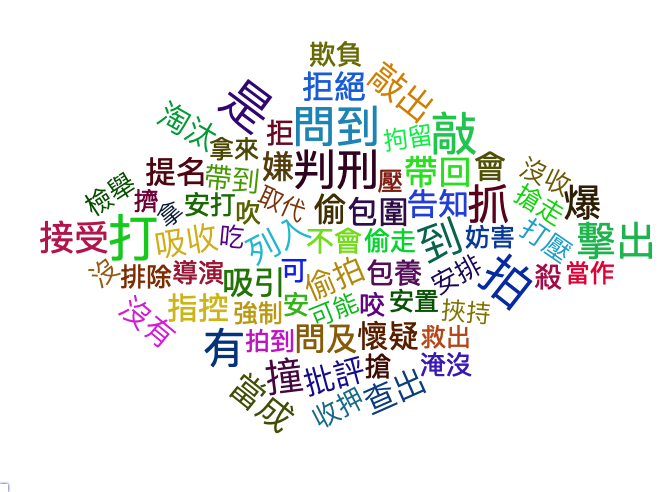 欺負
拒絕
敲出
是
淘汰
拿來
拒
問到
拘留
敲
檢舉
提名
帶到
嫌
判刑
壓
帶回
會
沒收
搶走
爆
擠
拿
安打
吹
取代
偷
包圍
告知
抓
打壓
接受
打
吸收
吃
列入
不會
偷走
到
妨害
擊出
沒
排除
導演
吸引
可
偷拍
包養
安排
拍
殺
當作
沒有
指控
強制
安
可能
咬
安置
挾持
有
拍到
問及
懷疑
救出
當成
撞
批評
搶
淹沒
收押
查出